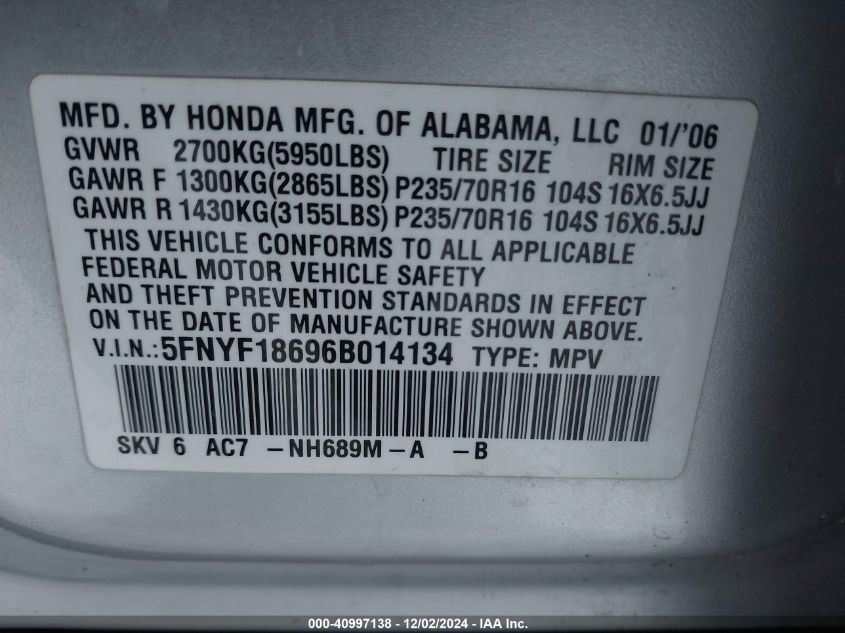 MFD. BY HONDA MFG. OF ALABAMA, LLC 01/'06
GVWR 2700KG(5950LBS) TIRE SIZE RIM SIZE
GAWR F 1300KG(2865LBS) P235/70R16 104S 16X6.5JJ
GAWR R 1430KG(3155LBS) P235/70R16 104S 16X6.5JJ
THIS VEHICLE CONFORMS TO ALL APPLICABLE
FEDERAL MOTOR VEHICLE SAFETY
AND THEFT PREVENTION STANDARDS IN EFFECT
ON THE DATE OF MANUFACTURE SHOWN ABOVE.
V.I.N.: 5FNYF18696B014134 TYPE: MPV
SKV 6 AC7 -NH689M-A -B
000-40997138 - 12/02/2024 - IAA Inc.